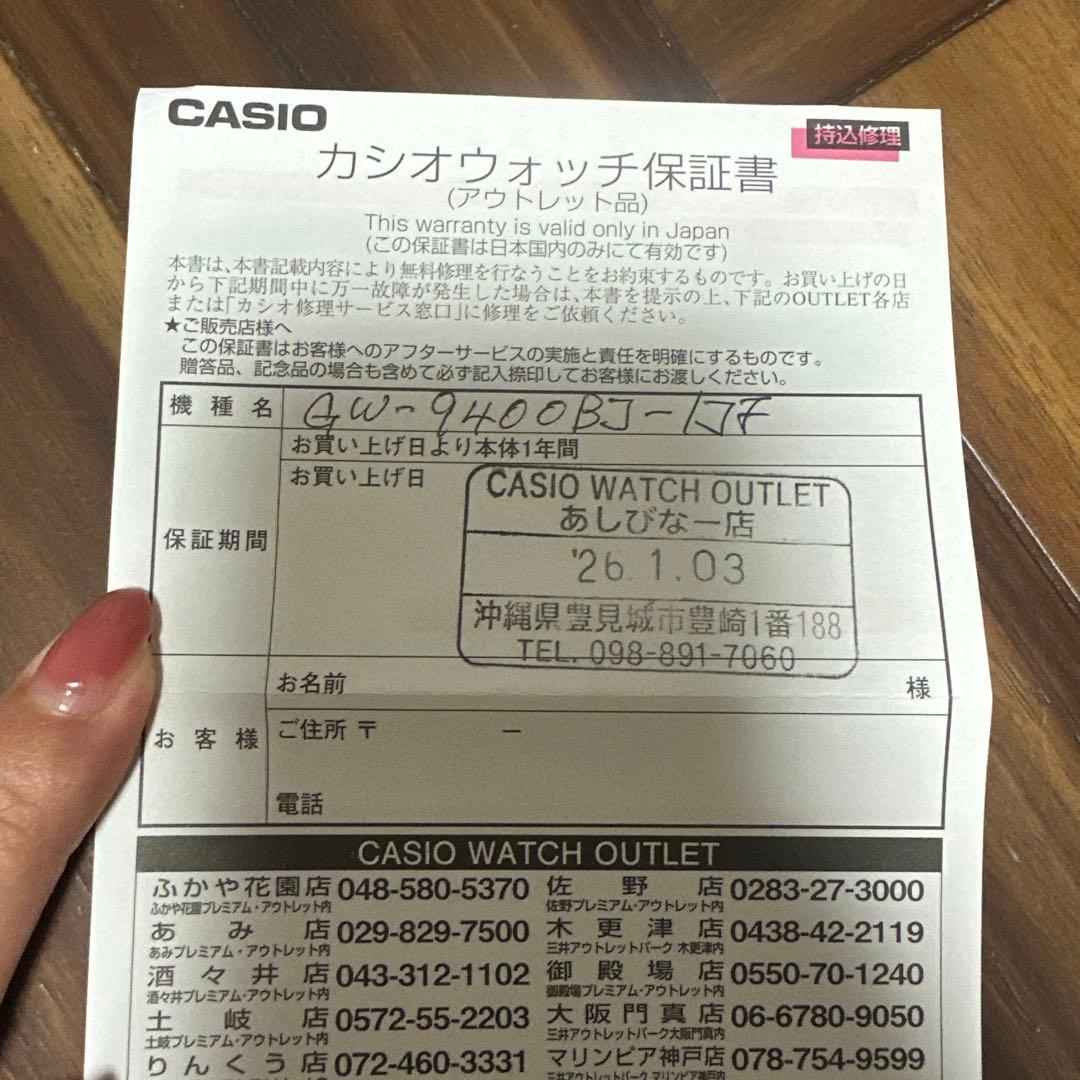 CASIO
持込修理
カシオウォッチ保証書
(アウトレット品)
This warranty is valid only in Japan
(この保証書は日本国内のみにて有効です)
本書は、本書記載内容により無料修理を行なうことをお約束するものです。お買い上げの日
から下記期間中に万一故障が発生した場合は、本書を提示の上、下記のOUTLET各店
または「カシオ修理サービス窓口」に修理をご依頼ください。
★ご販売店様へ
この保証書はお客様へのアフターサービスの実施と責任を明確にするものです。
贈答品、記念品の場合も含めて必ず記入捺印してお客様にお渡しください。
機種名 GW-9400BJ-1JF
お買い上げ日より本体1年間
保証期間
お買い上げ日
CASIO WATCH OUTLET
あしびなー店
'26.1.03
沖縄県豊見城市豊崎1番188
TEL. 098-891-7060
お名前 様
お客様
ご住所 〒 －
電話
CASIO WATCH OUTLET
ふかや花園店 048-580-5370 佐野店 0283-27-3000
ふかや花園プレミアム・アウトレット内 佐野プレミアム・アウトレット内
あみ店 029-829-7500 木更津店 0438-42-2119
あみプレミアム・アウトレット内 三井アウトレットパーク 木更津内
酒々井店 043-312-1102 御殿場店 0550-70-1240
酒々井プレミアム・アウトレット内 御殿場プレミアム・アウトレット内
土岐店 0572-55-2203 大阪門真店 06-6780-9050
土岐プレミアム・アウトレット内 三井アウトレットパーク大阪門真内
りんくう店 072-460-3331 マリンピア神戸店 078-754-9599
三井アウトレットパーク マリンピア神戸内